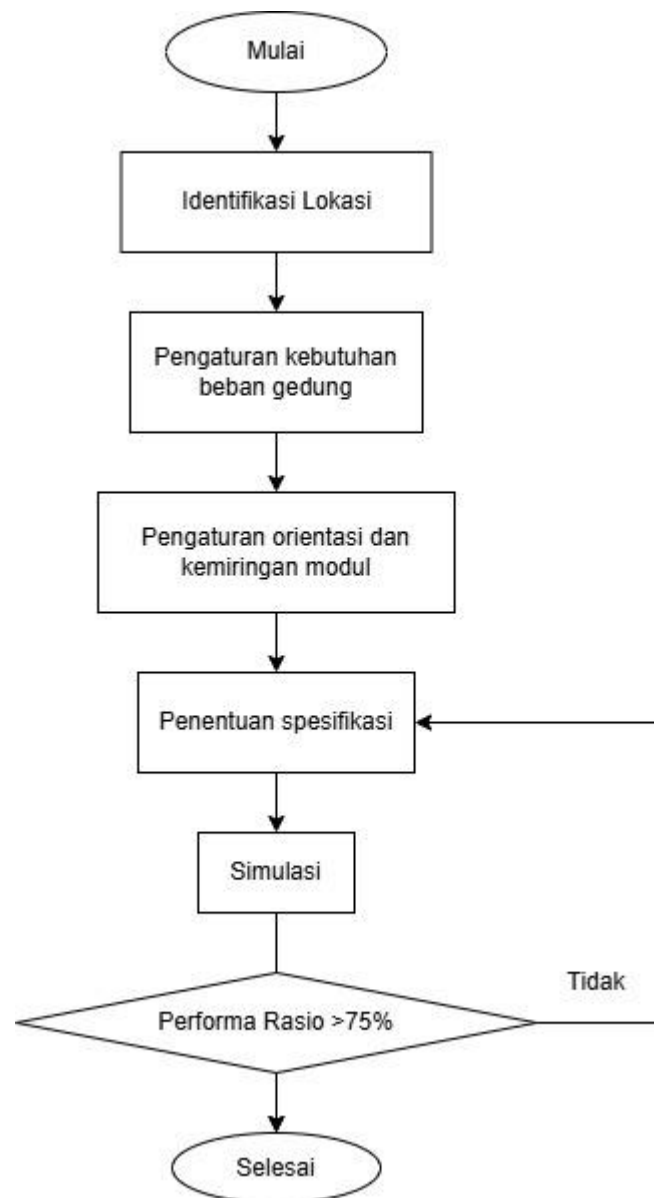 Mulai
Identifikasi Lokasi
Pengaturan kebutuhan
beban gedung
Pengaturan orientasi dan
kemiringan modul
Penentuan spesifikasi
Simulasi
Performa Rasio >75%
Tidak
Selesai